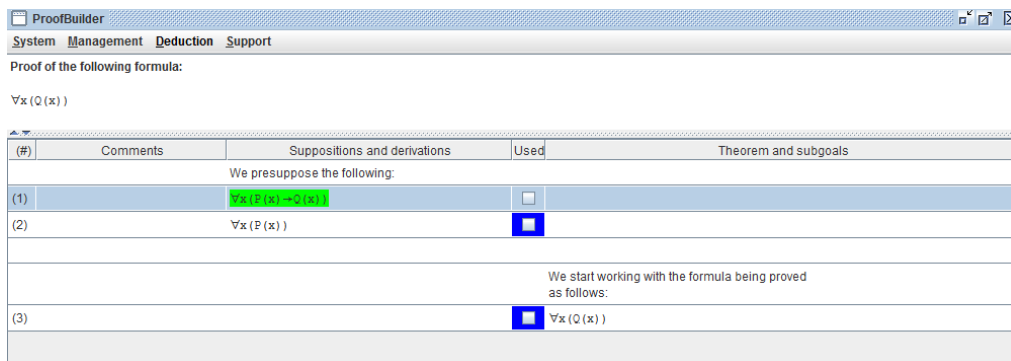 ProofBuilder
System Management Deduction Support
Proof of the following formula:
∀x(Q(x))
(#) Comments Suppositions and derivations Used Theorem and subgoals
We presuppose the following:
(1) ∀x(P(x)→Q(x))
(2) ∀x(P(x))
We start working with the formula being proved
as follows:
(3) ∀x(Q(x))